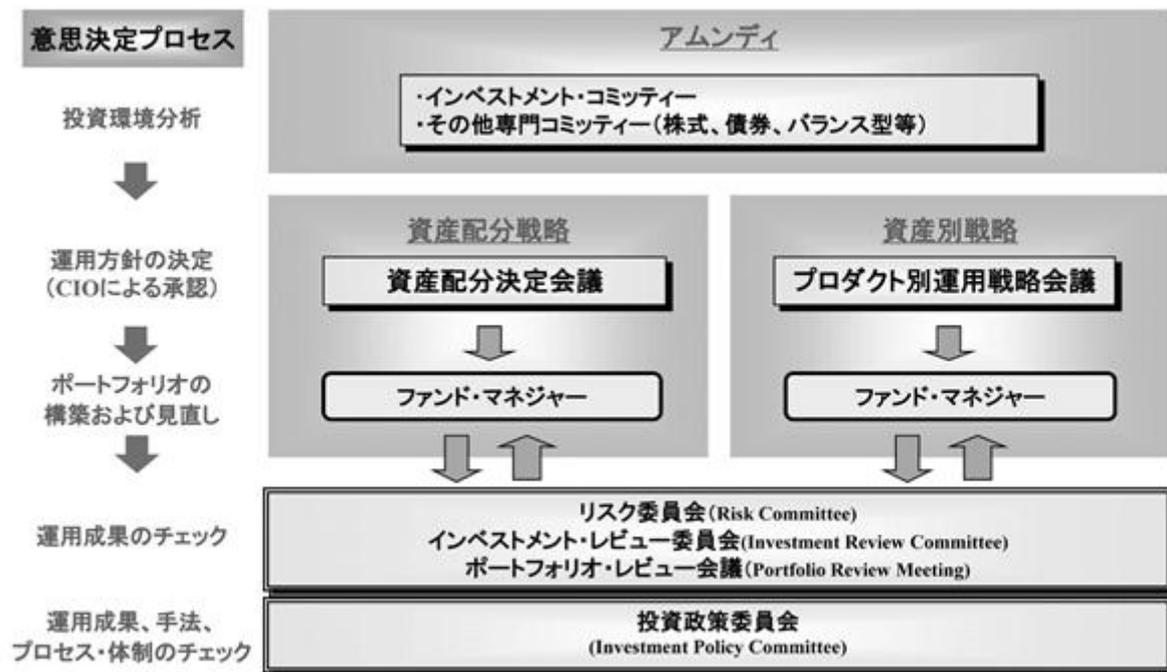 意思決定プロセス
アムンディ
投資環境分析
・インベストメント・コミッティー
・その他専門コミッティー（株式、債券、バランス型等）
資産配分戦略
資産別戦略
運用方針の決定
（CIOによる承認）
資産配分決定会議
プロダクト別運用戦略会議
ポートフォリオの
構築および見直し
ファンド・マネジャー
ファンド・マネジャー
運用成果のチェック
リスク委員会（Risk Committee）
インベストメント・レビュー委員会(Investment Review Committee)
ポートフォリオ・レビュー会議（Portfolio Review Meeting）
運用成果、手法、
プロセス・体制のチェック
投資政策委員会
(Investment Policy Committee)